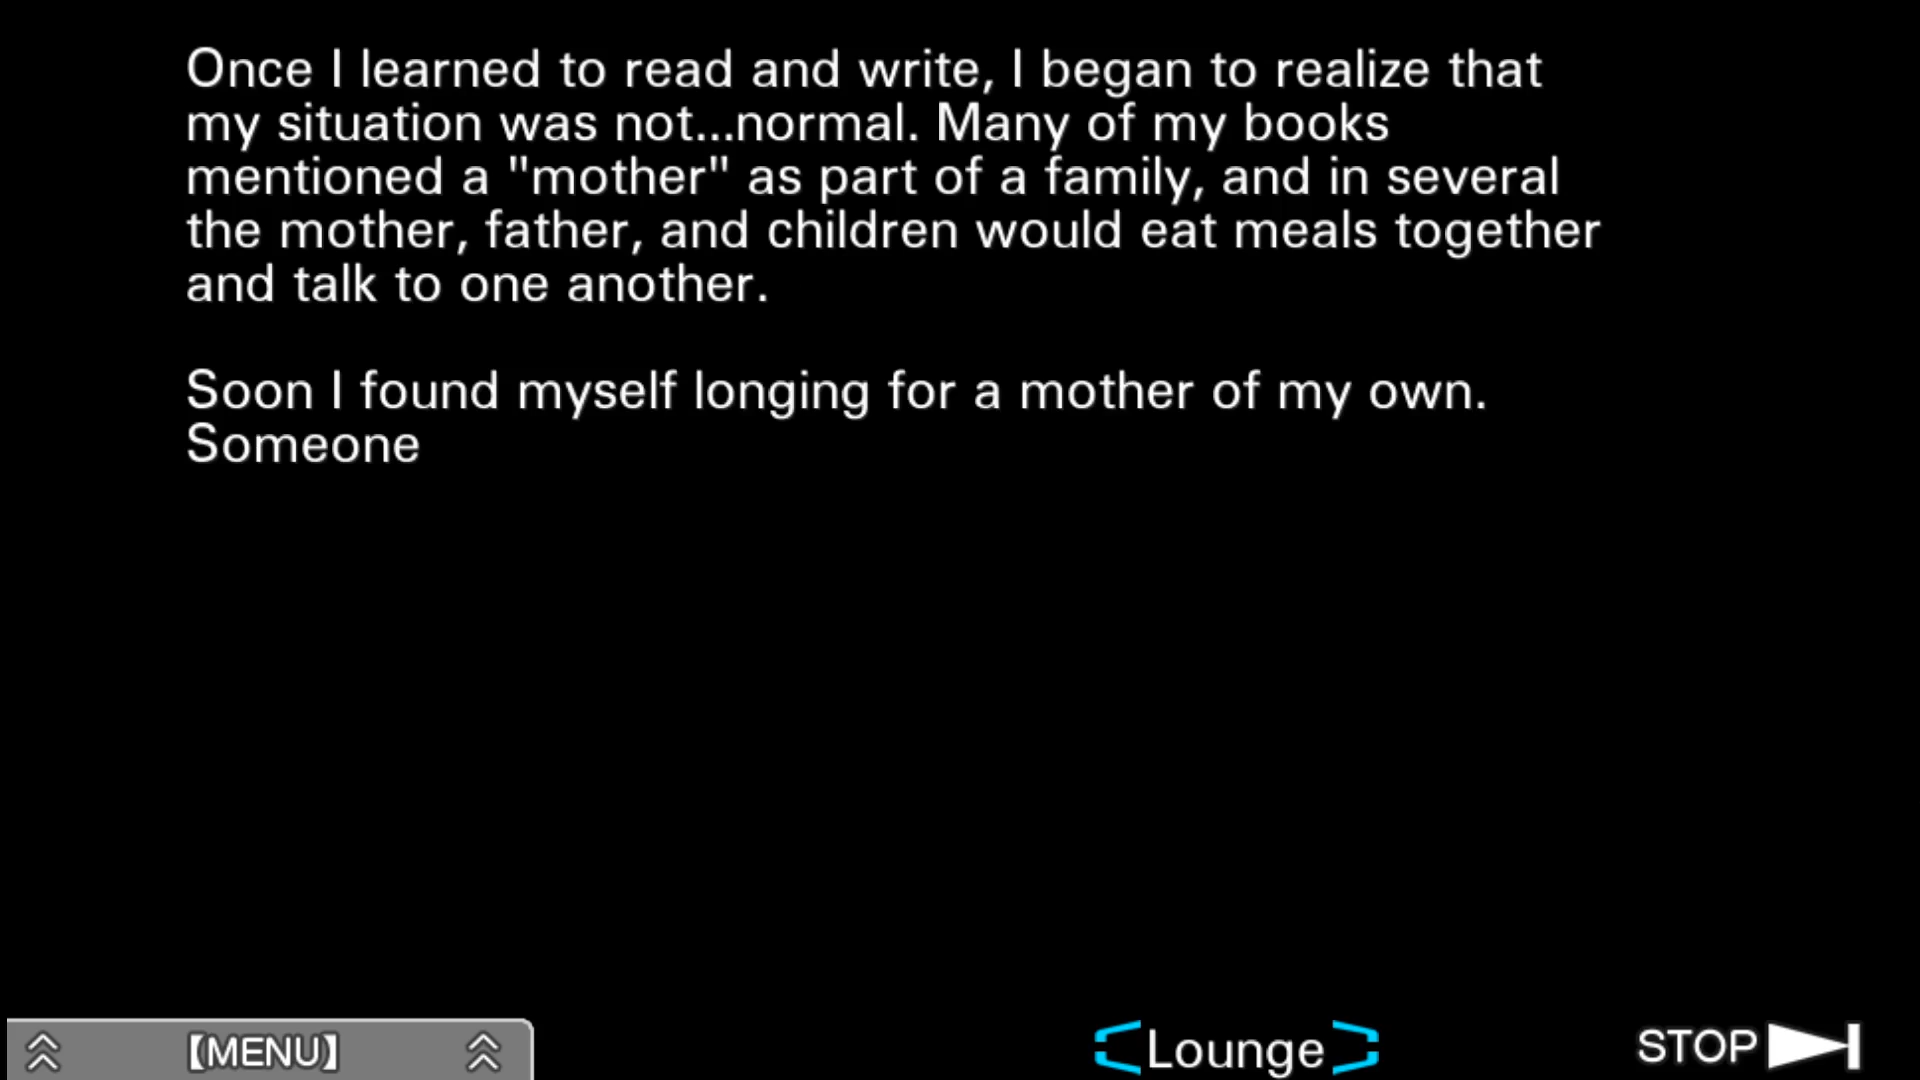 Once I learned to read and write, I began to realize that
my situation was not...normal. Many of my books
mentioned a "mother" as part of a family, and in several
the mother, father, and children would eat meals together
and talk to one another.
Soon I found myself longing for a mother of my own.
Someone
【MENU】
Lounge
STOP